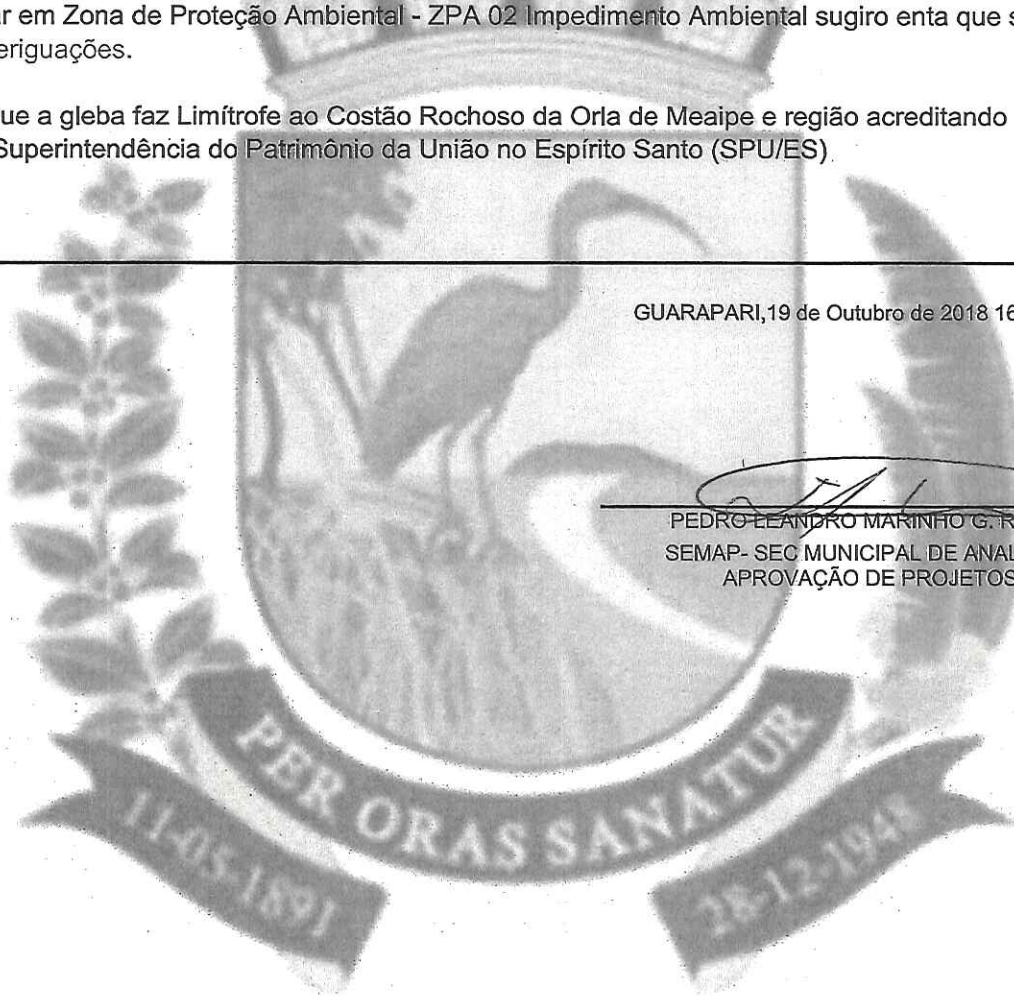 ar em Zona de Proteção Ambiental - ZPA 02 Impedimento Ambiental sugiro enta que s
eriguações.
ue a gleba faz Limítrofe ao Costão Rochoso da Orla de Meaipe e região acreditando
Superintendência do Patrimônio da União no Espírito Santo (SPU/ES)
GUARAPARI,19 de Outubro de 2018 16
PEDRO LEANDRO MARINHO G. R
SEMAP- SEC MUNICIPAL DE ANAL
APROVAÇÃO DE PROJETOS
PER ORAS SANATUR
11-05-1891
28-12-1948